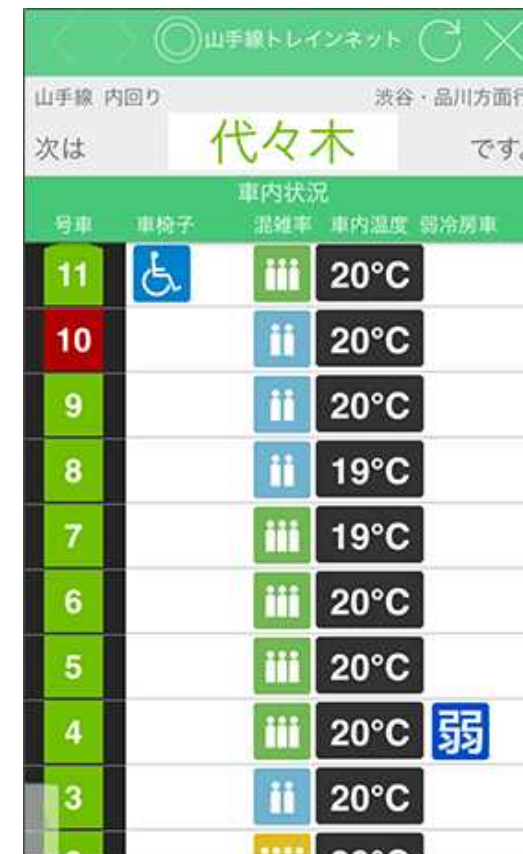 山手線トレインネット
山手線 内回り 渋谷・品川方面行
次は 代々木 です。
車内状況
号車 車椅子 混雑率 車内温度 弱冷房車
11 20°C
10 20°C
9 20°C
8 19°C
7 19°C
6 20°C
5 20°C
4 20°C 弱
3 20°C